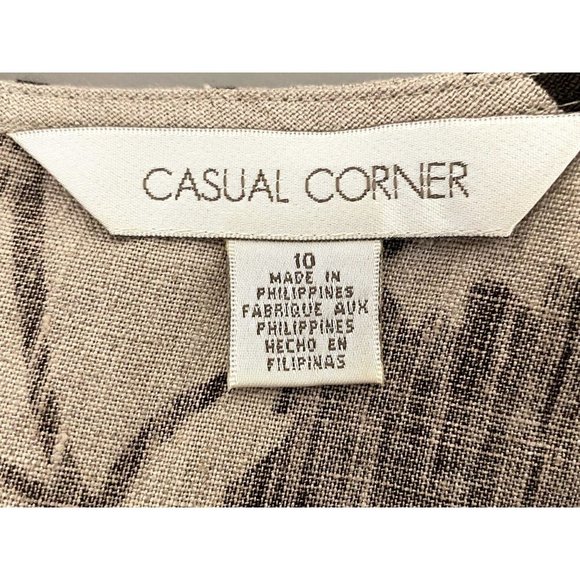 CASUAL CORNER
10
MADE IN
PHILIPPINES
FABRIQUE AUX
PHILIPPINES
HECHO EN
FILIPINAS